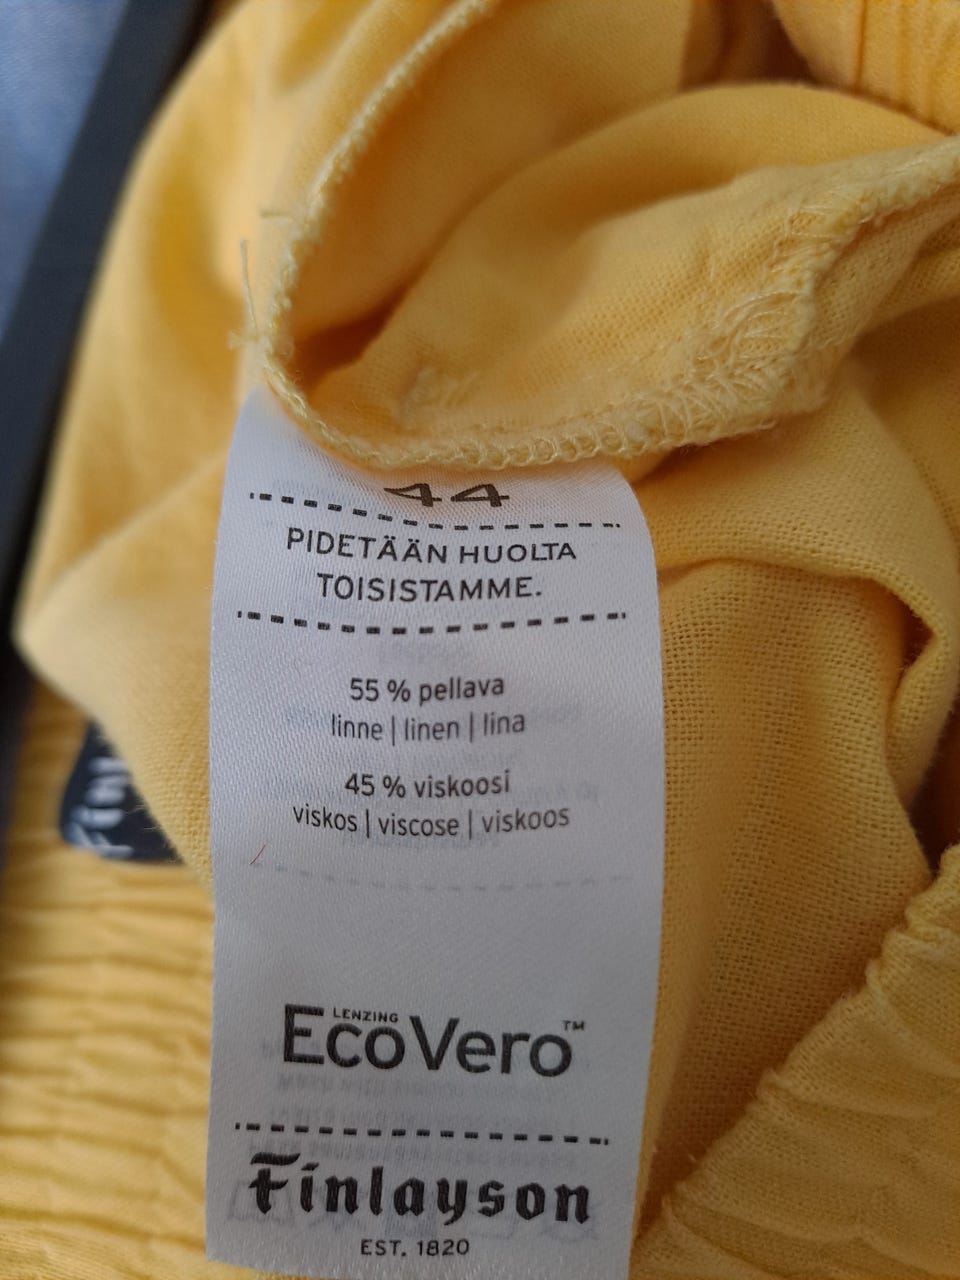 44
PIDETÄÄN HUOLTA
TOISISTAMME.
55 % pellava
linne | linen | lina
45 % viskoosi
viskos | viscose | viskoos
LENZING
EcoVero™
Finlayson
EST. 1820